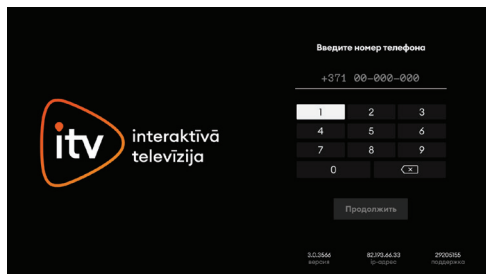 itv
interaktīvā
televīzija
Введите номер телефона
+371 00-000-000
1 2 3
4 5 6
7 8 9
0
Продолжить
3.0.3566 82.193.66.33 29205155
версия ip-адрес поддержка